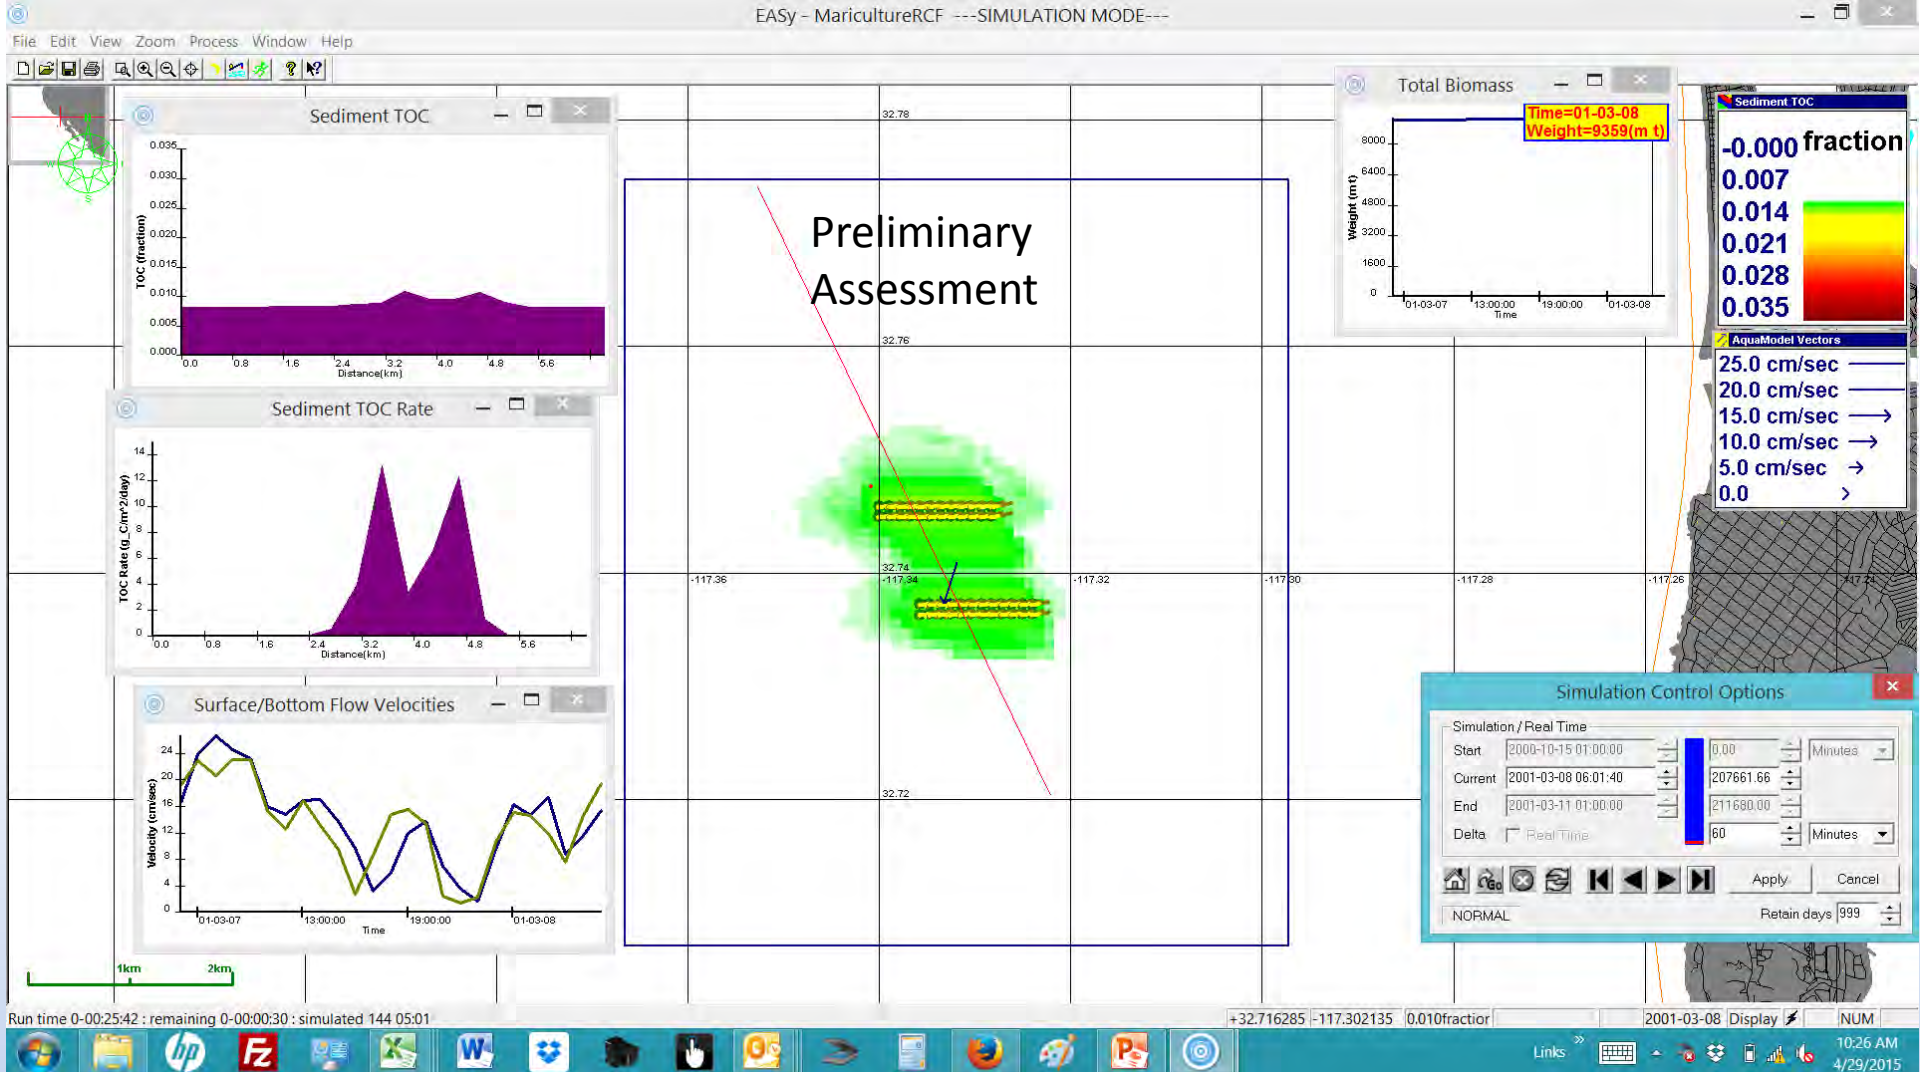 EASy - MaricultureRCF ---SIMULATION MODE---
File Edit View Zoom Process Window Help
Sediment TOC
TOC (fraction)
0.035
0.030
0.025
0.020
0.015
0.010
0.005
0.000
0.0 0.8 1.6 2.4 3.2 4.0 4.8 5.6
Distance(km)
Sediment TOC Rate
TOC Rate (g_C/m^2/day)
14
12
10
8
6
4
2
0
0.0 0.8 1.6 2.4 3.2 4.0 4.8 5.6
Distance(km)
Surface/Bottom Flow Velocities
Velocity (cm/sec)
24
20
16
12
8
4
0
01-03-07 13:00:00 19:00:00 01-03-08
Time
1km 2km
Preliminary
Assessment
32.78
32.76
32.74
32.72
-117.36 -117.34 -117.32 -117.30 -117.28 -117.26 -117.24
Total Biomass
Time=01-03-08
Weight=9359(m t)
Weight (mt)
8000
6400
4800
3200
1600
0
01-03-07 13:00:00 19:00:00 01-03-08
Time
Sediment TOC
-0.000 fraction
0.007
0.014
0.021
0.028
0.035
AquaModel Vectors
25.0 cm/sec
20.0 cm/sec
15.0 cm/sec
10.0 cm/sec
5.0 cm/sec
0.0
Simulation Control Options
Simulation / Real Time
Start 2000-10-15 01:00:00 0.00 Minutes
Current 2001-03-08 06:01:40 207661.66
End 2001-03-11 01:00:00 211680.00
Delta Real Time 60 Minutes
Go Apply Cancel
NORMAL Retain days 999
Run time 0-00:25:42 : remaining 0-00:00:30 : simulated 144 05:01
+32.716285 -117.302135 0.010fraction 2001-03-08 Display NUM
Links
10:26 AM
4/29/2015